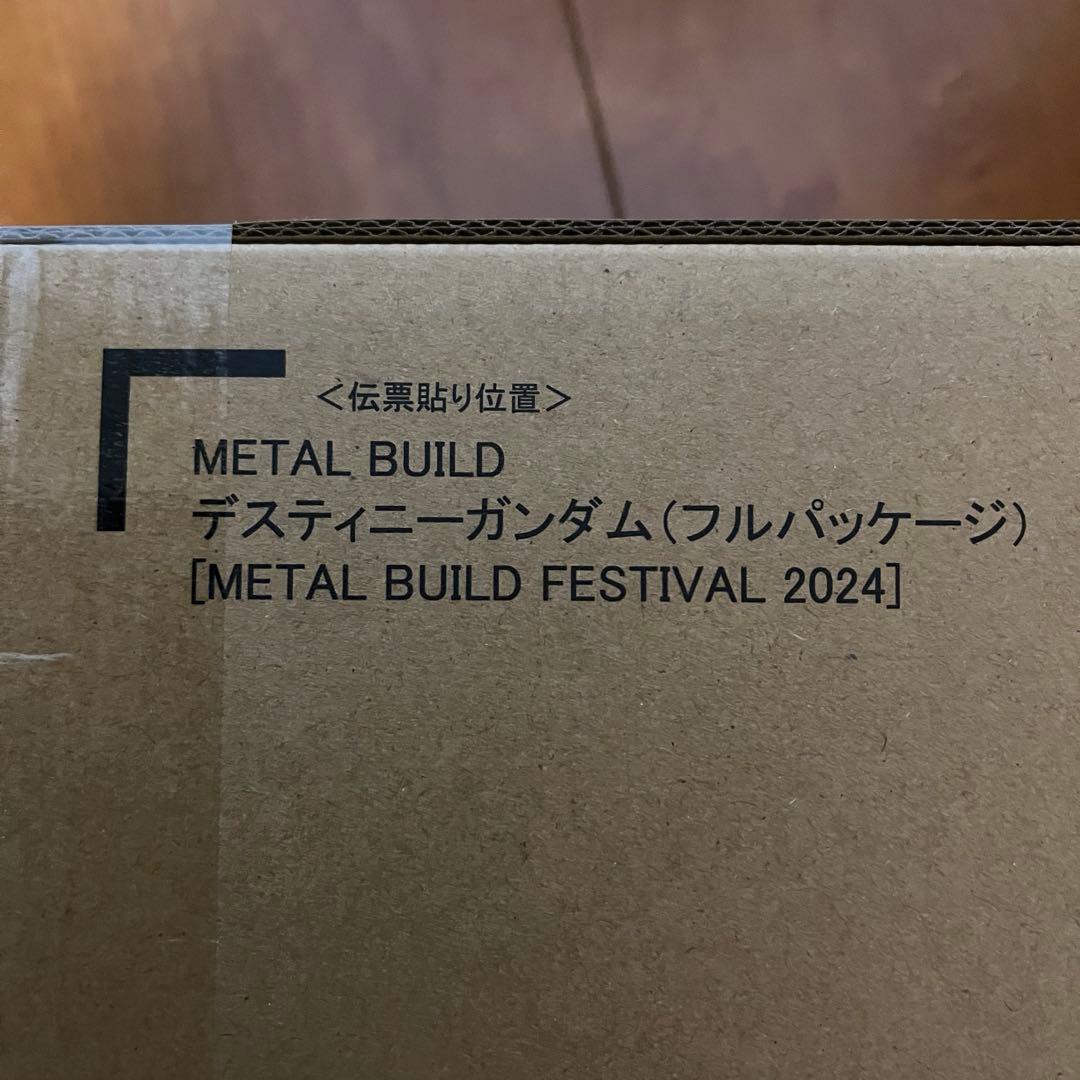 ＜伝票貼り位置＞
METAL BUILD
デスティニーガンダム(フルパッケージ)
[METAL BUILD FESTIVAL 2024]